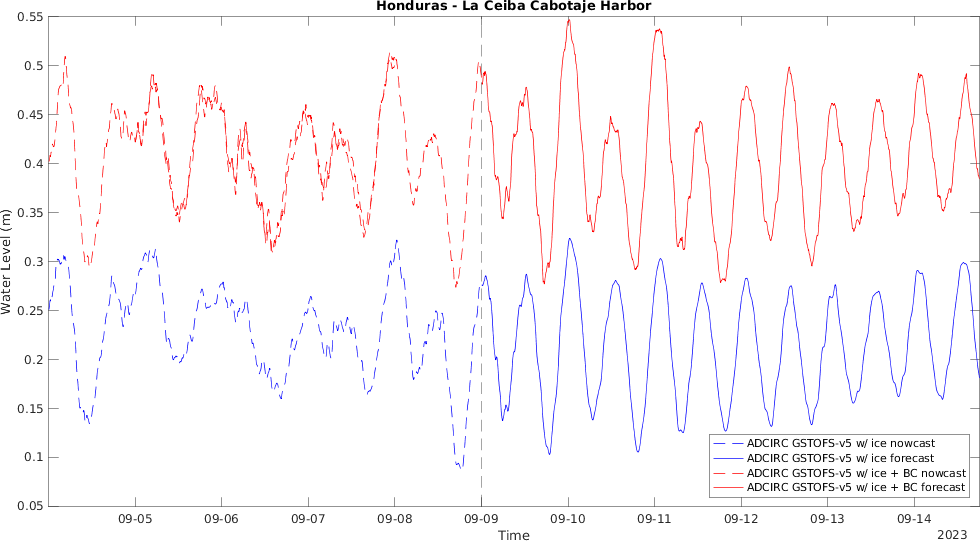 Honduras - La Ceiba Cabotaje Harbor
0.55
0.5
0.45
0.4
0.35
0.3
0.25
0.2
0.15
0.1
0.05
Water Level (m)
ADCIRC GSTOFS-v5 w/ ice nowcast
ADCIRC GSTOFS-v5 w/ ice forecast
ADCIRC GSTOFS-v5 w/ ice + BC nowcast
ADCIRC GSTOFS-v5 w/ ice + BC forecast
09-05 09-06 09-07 09-08 09-09 09-10 09-11 09-12 09-13 09-14
Time
2023